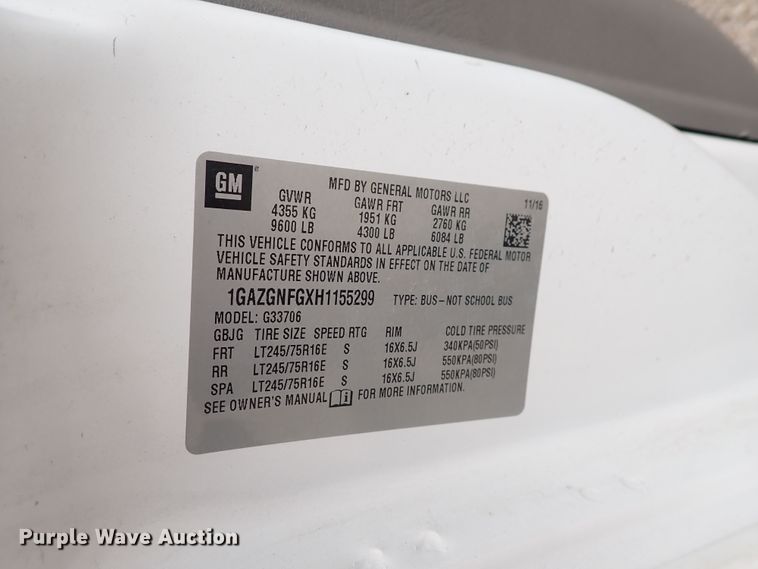 GM
MFD BY GENERAL MOTORS LLC
11/16
GVWR GAWR FRT GAWR RR
4355 KG 1951 KG 2760 KG
9600 LB 4300 LB 6084 LB
THIS VEHICLE CONFORMS TO ALL APPLICABLE U.S. FEDERAL MOTOR
VEHICLE SAFETY STANDARDS IN EFFECT ON THE DATE OF
MANUFACTURE SHOWN ABOVE.
1GAZGNFGXH1155299 TYPE: BUS–NOT SCHOOL BUS
MODEL: G33706
GBJG TIRE SIZE SPEED RTG RIM COLD TIRE PRESSURE
FRT LT245/75R16E S 16X6.5J 340KPA(50PSI)
RR LT245/75R16E S 16X6.5J 550KPA(80PSI)
SPA LT245/75R16E S 16X6.5J 550KPA(80PSI)
SEE OWNER'S MANUAL FOR MORE INFORMATION.
Purple Wave Auction